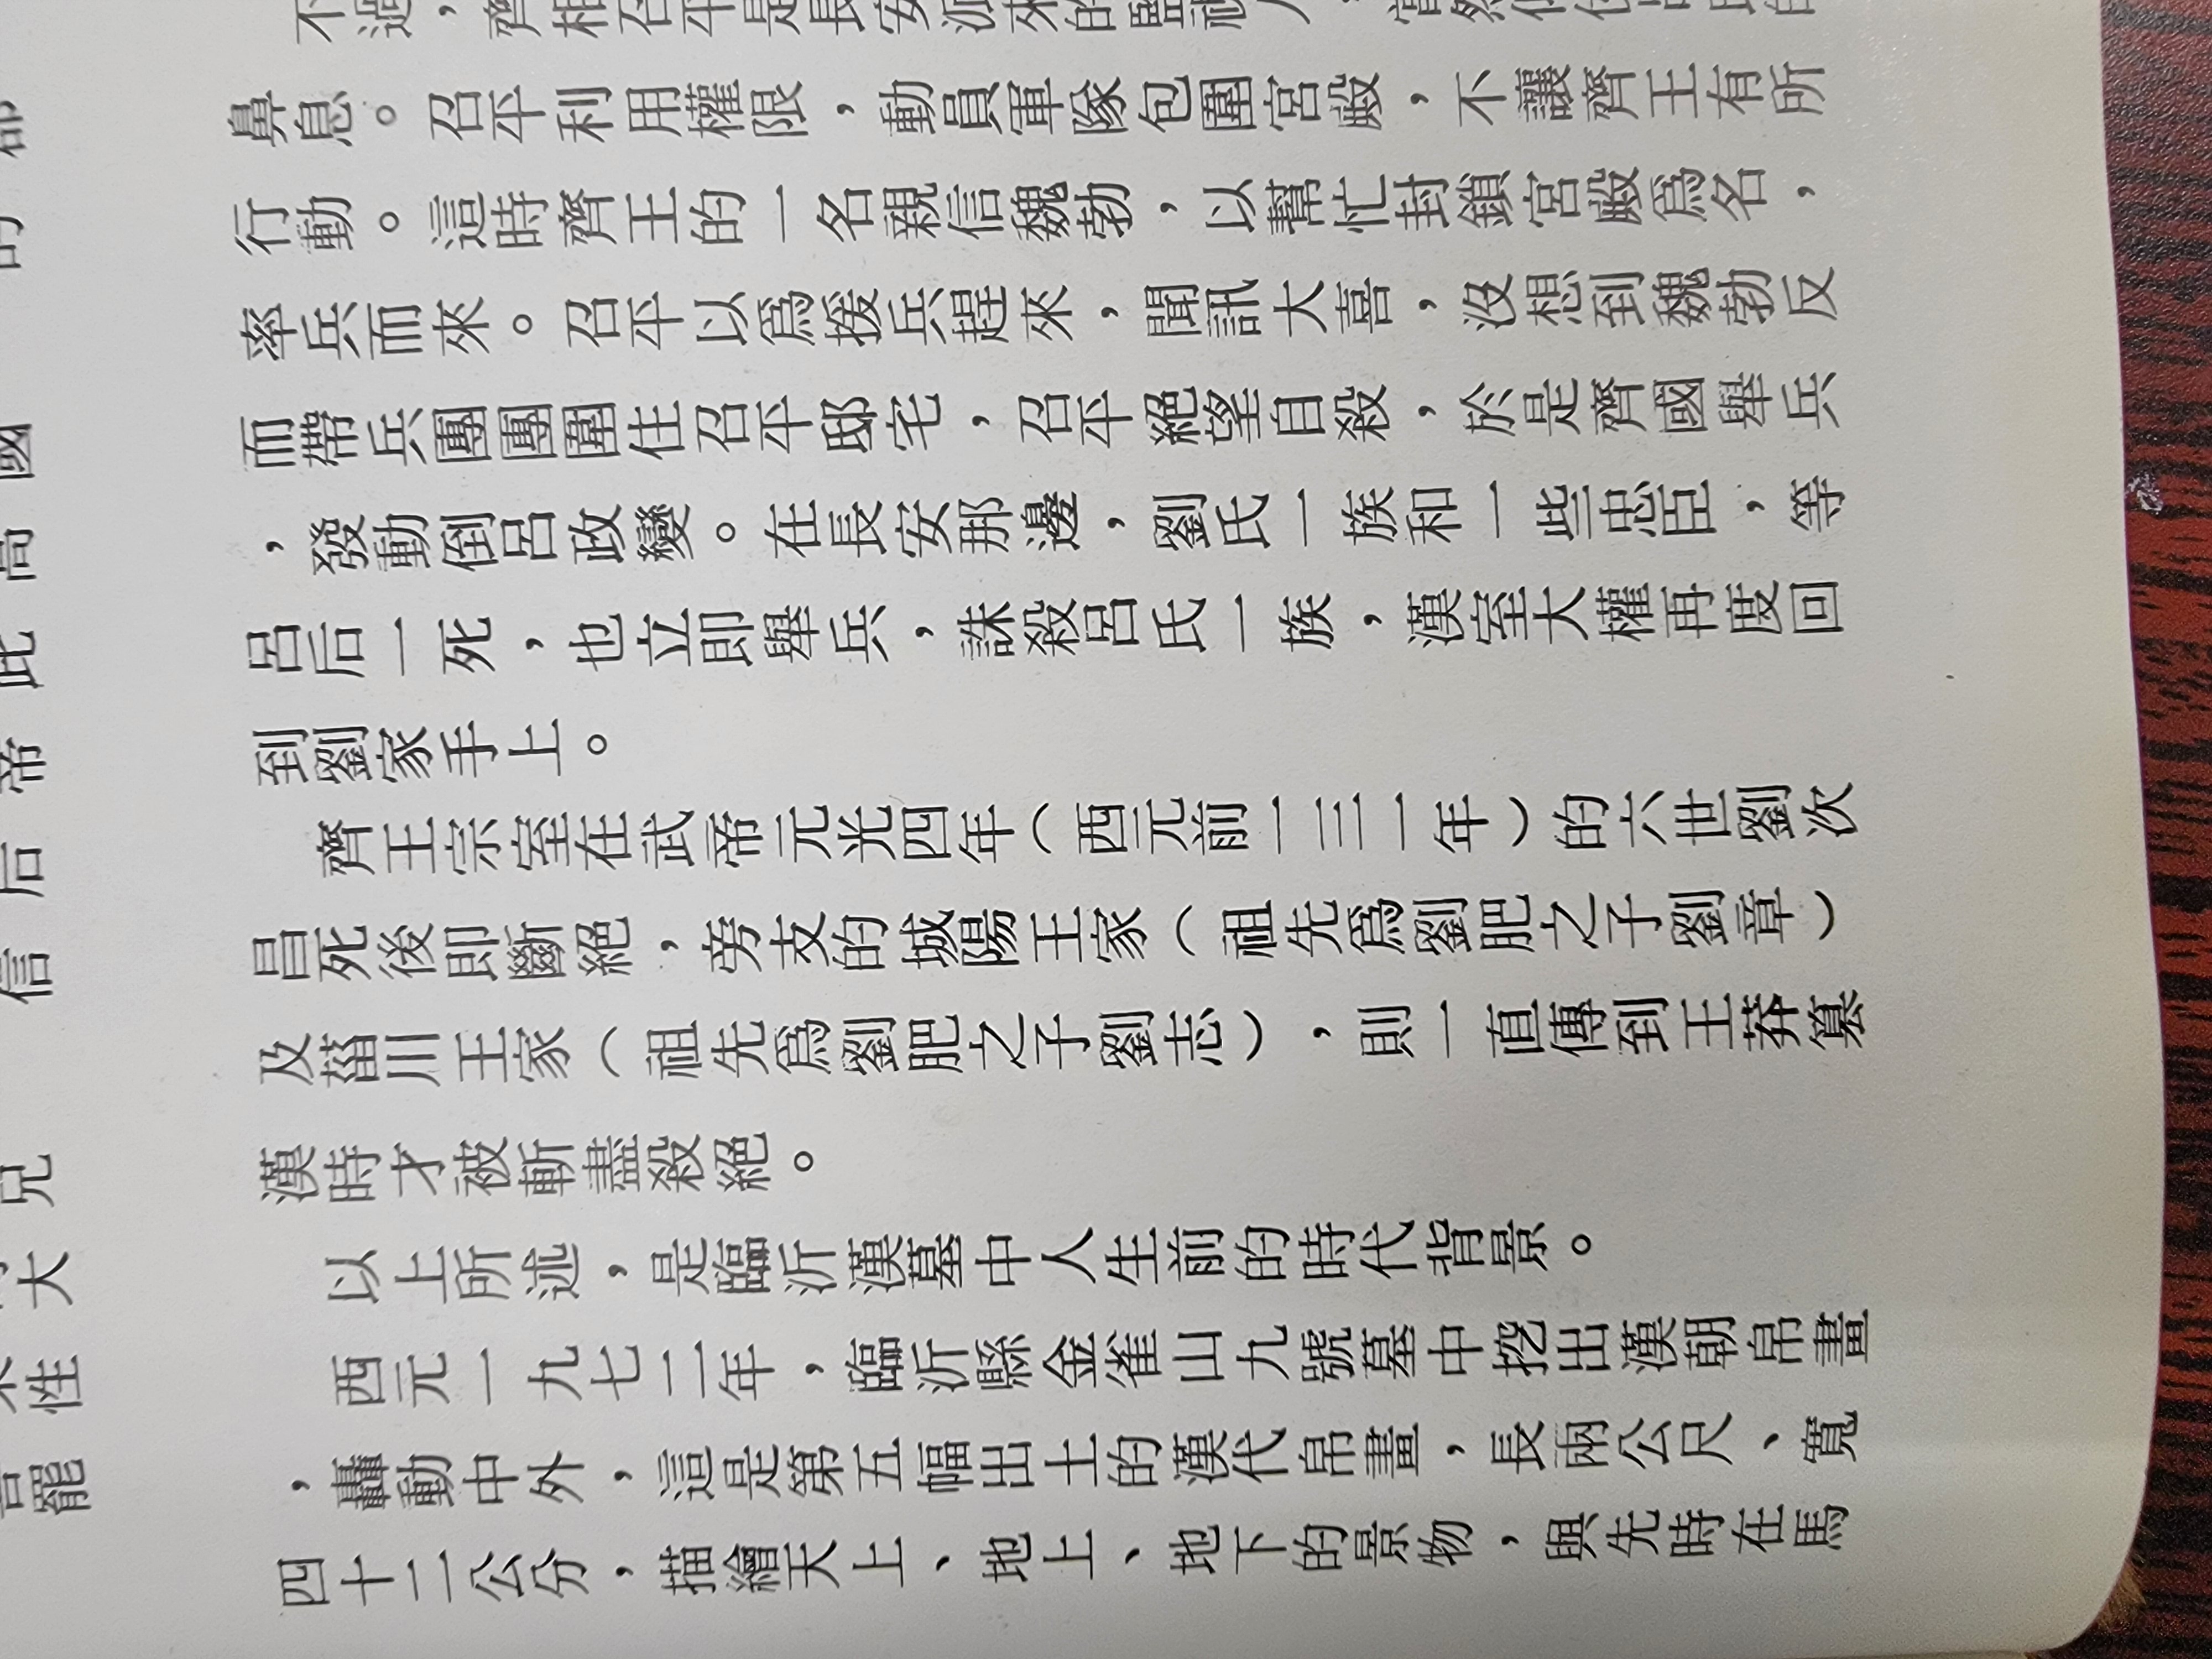 鼻息。召平利用權限，動員軍隊包圍宮殿，不讓齊王有所
行動。這時齊王的一名親信魏勃，以幫忙封鎖宮殿爲名，
率兵而來。召平以爲援兵趕來，聞訊大喜，沒想到魏勃反
而帶兵團團圍住召平邸宅，召平絕望自殺，於是齊國舉兵
，發動倒呂政變。在長安那邊，劉氏一族和一些忠臣，等
呂后一死，也立即舉兵，誅殺呂氏一族，漢室大權再度回
到劉家手上。
齊王宗室在武帝元光四年（西元前一三一年）的六世劉次
昌死後即斷絕，旁支的城陽王家（祖先爲劉肥之子劉章）
及菑川王家（祖先爲劉肥之子劉志），則一直傳到王莽篡
漢時才被斬盡殺絕。
以上所述，是臨沂漢墓中人生前的時代背景。
西元一九七二年，臨沂縣金雀山九號墓中挖出漢朝帛畫
，轟動中外，這是第五幅出土的漢代帛畫，長兩公尺、寬
四十二公分，描繪天上、地上、地下的景物，與先時在馬
國
此高
帝
信后
兄
大
性
罷